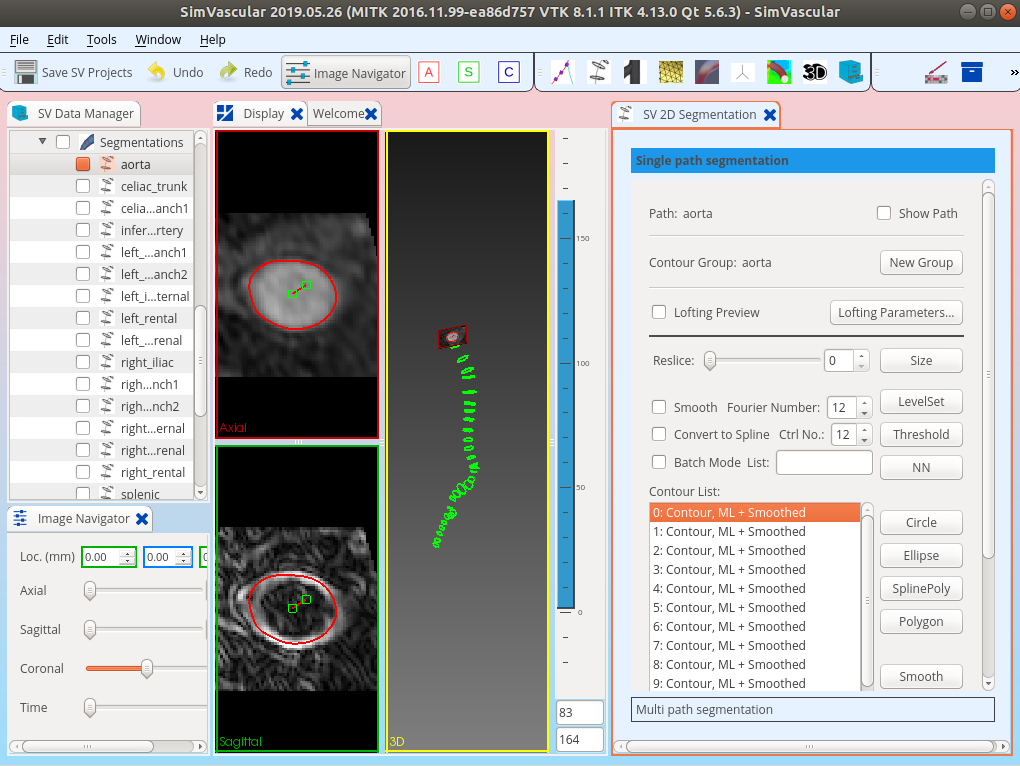 SimVascular 2019.05.26 (MITK 2016.11.99-ea86d757 VTK 8.1.1 ITK 4.13.0 Qt 5.6.3) - SimVascular
File Edit Tools Window Help
Save SV Projects Undo Redo Image Navigator A S C 3D »
SV Data Manager
Segmentations
aorta
celiac_trunk
celia...anch1
infer...rtery
left_...anch1
left_...anch2
left_i...ternal
left_rental
left_...renal
right_iliac
righ...nch1
righ...nch2
right...ernal
right...renal
right_rental
splenic
Image Navigator
Loc. (mm) 0.00 0.00 0
Axial
Sagittal
Coronal
Time
Display Welcome
Axial
Sagittal
3D
150
100
50
0
83
164
SV 2D Segmentation
Single path segmentation
Path: aorta Show Path
Contour Group: aorta New Group
Lofting Preview Lofting Parameters...
Reslice: 0 Size
LevelSet
Smooth Fourier Number: 12
Convert to Spline Ctrl No.: 12 Threshold
Batch Mode List: NN
Contour List:
0: Contour, ML + Smoothed
1: Contour, ML + Smoothed
2: Contour, ML + Smoothed
3: Contour, ML + Smoothed
4: Contour, ML + Smoothed
5: Contour, ML + Smoothed
6: Contour, ML + Smoothed
7: Contour, ML + Smoothed
8: Contour, ML + Smoothed
9: Contour, ML + Smoothed
Circle
Ellipse
SplinePoly
Polygon
Smooth
Multi path segmentation